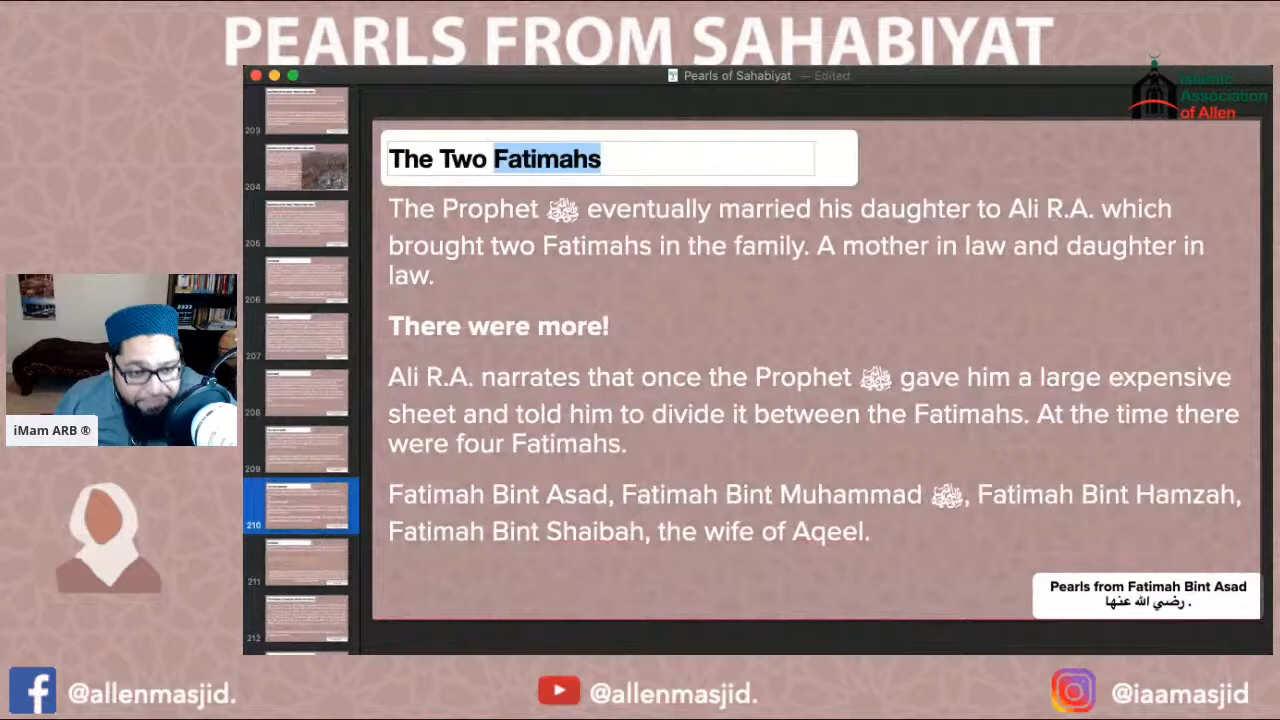 PEARLS FROM SAHABIYAT
Pearls of Sahabiyat — Edited
Islamic
Association
of Allen
203
204
205
206
207
208
209
210
211
212
The Two Fatimahs
The Prophet ﷺ eventually married his daughter to Ali R.A. which
brought two Fatimahs in the family. A mother in law and daughter in
law.
There were more!
Ali R.A. narrates that once the Prophet ﷺ gave him a large expensive
sheet and told him to divide it between the Fatimahs. At the time there
were four Fatimahs.
Fatimah Bint Asad, Fatimah Bint Muhammad ﷺ, Fatimah Bint Hamzah,
Fatimah Bint Shaibah, the wife of Aqeel.
Pearls from Fatimah Bint Asad
رضي الله عنها .
iMam ARB ®
@allenmasjid.
@allenmasjid.
@iaamasjid